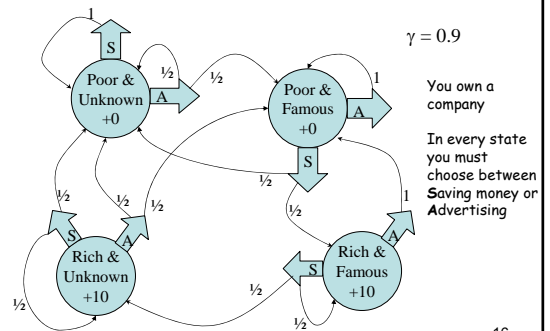 1
S
½
½
1
γ = 0.9
Poor &
Unknown
+0
A
Poor &
Famous
+0
A
You own a
company
In every state
you must
choose between
Saving money or
Advertising
S
½
½
½
½
½
1
S
A
Rich &
Unknown
+10
½
S
A
Rich &
Famous
+10
½
½